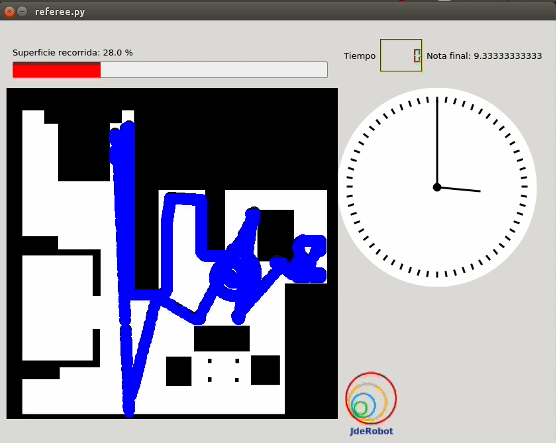 referee.py
Superficie recorrida: 28.0 %
Tiempo
Nota final: 9.33333333333
JdeRobot